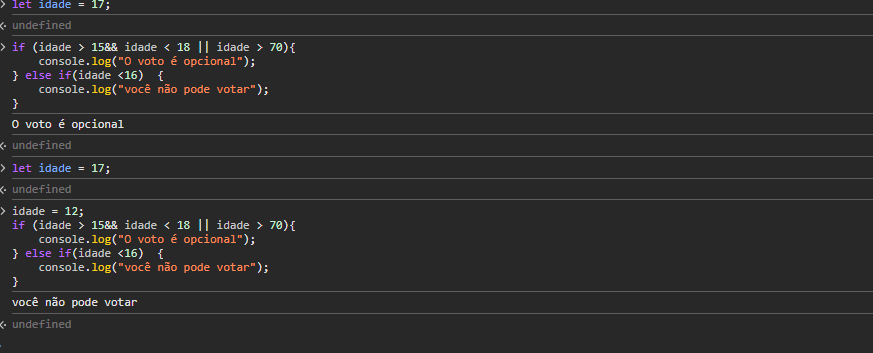 let idade = 17;
undefined
if (idade > 15&& idade < 18 || idade > 70){
    console.log("O voto é opcional");
} else if(idade <16)  {
    console.log("você não pode votar");
}
O voto é opcional
undefined
let idade = 17;
undefined
idade = 12;
if (idade > 15&& idade < 18 || idade > 70){
    console.log("O voto é opcional");
} else if(idade <16)  {
    console.log("você não pode votar");
}
você não pode votar
undefined